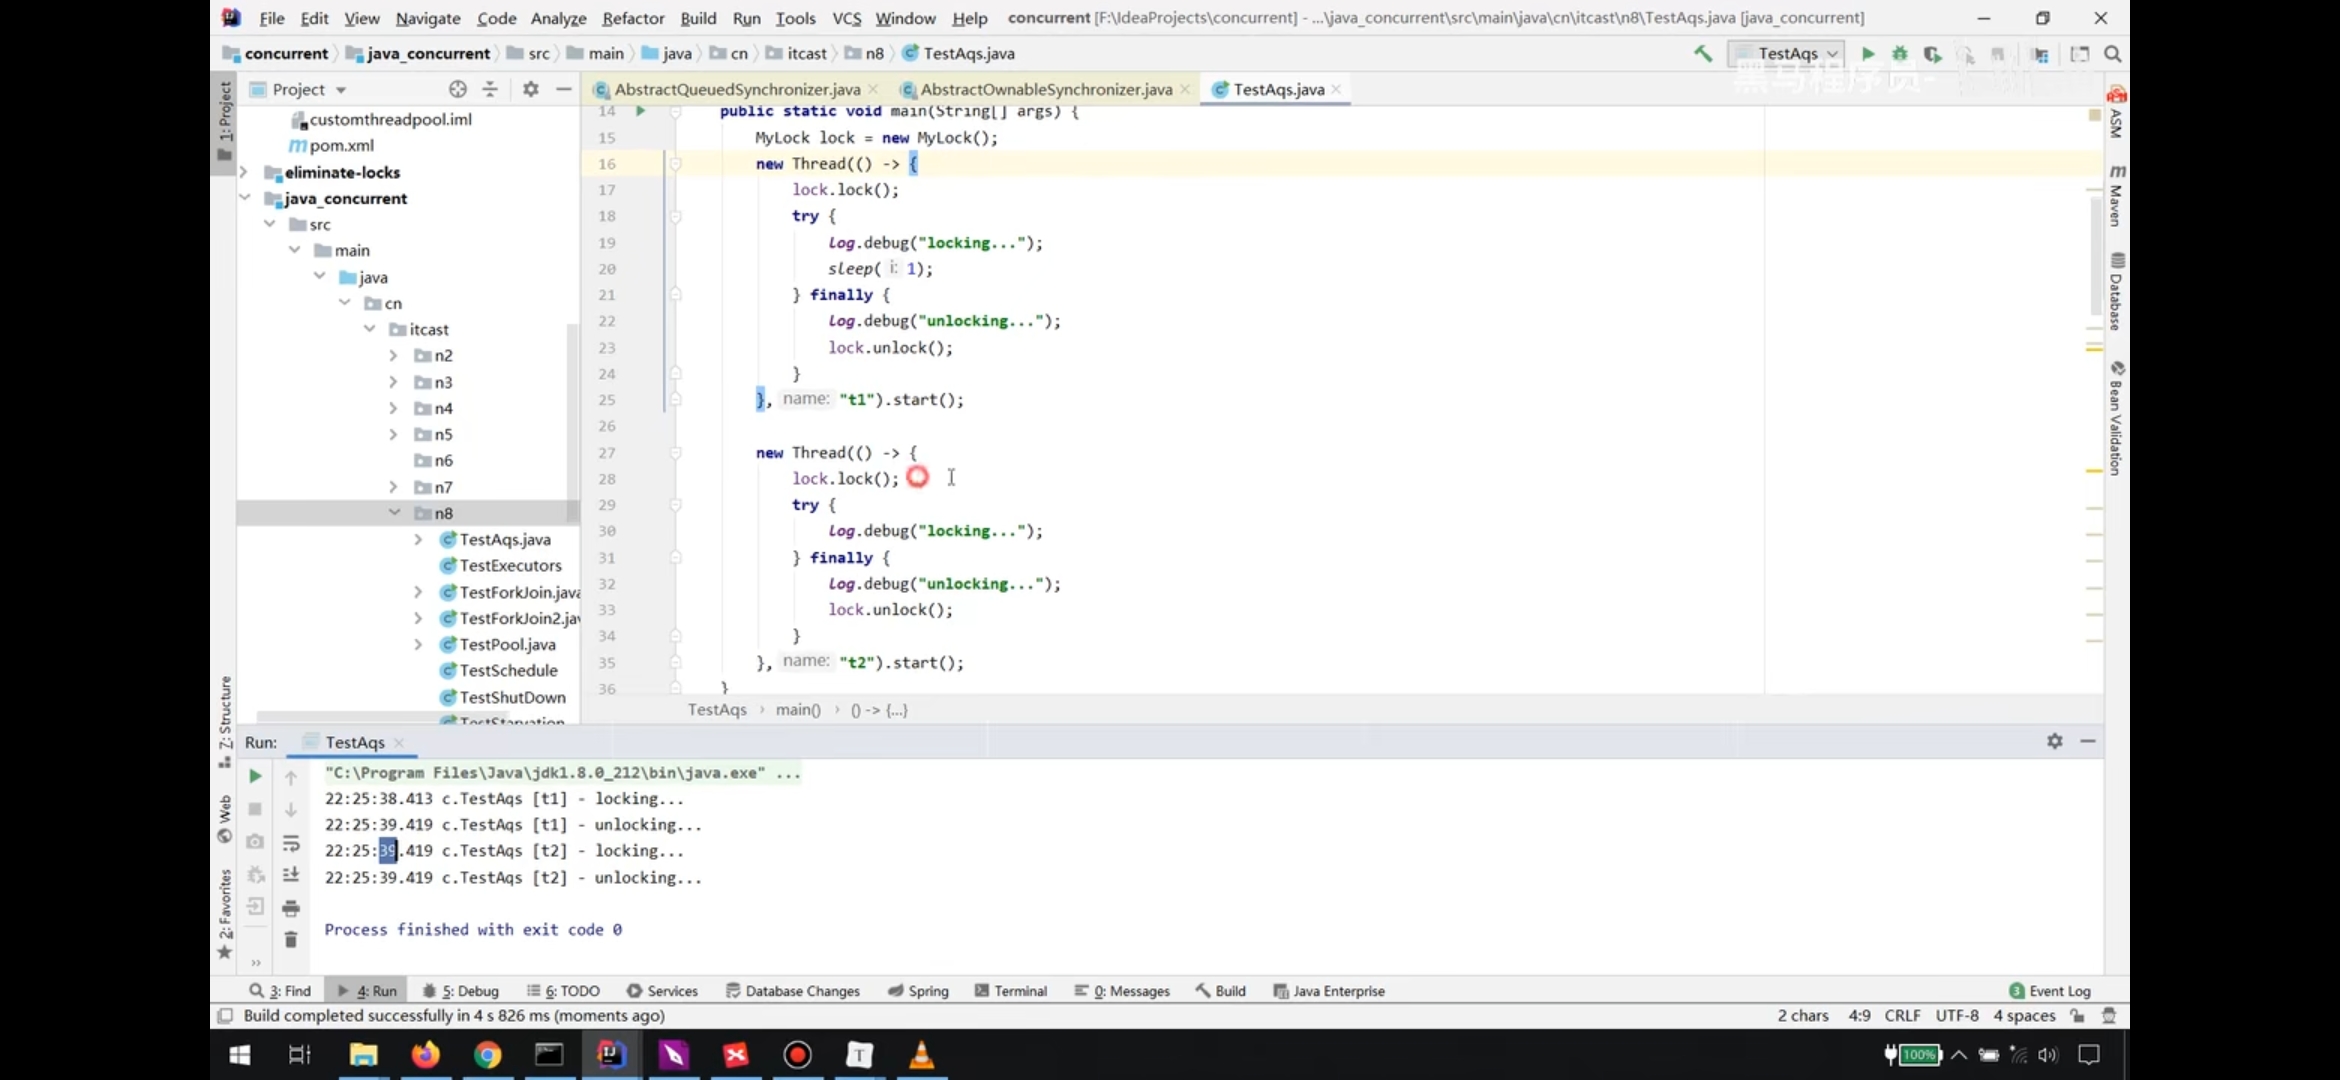 File Edit View Navigate Code Analyze Refactor Build Run Tools VCS Window Help concurrent [F:\IdeaProjects\concurrent] - ...\java_concurrent\src\main\java\cn\itcast\n8\TestAqs.java [java_concurrent]
concurrent java_concurrent src main java cn itcast n8 TestAqs.java TestAqs
黑马程序员-
1: Project
Project
AbstractQueuedSynchronizer.java AbstractOwnableSynchronizer.java TestAqs.java
customthreadpool.iml
pom.xml
eliminate-locks
java_concurrent
src
main
java
cn
itcast
n2
n3
n4
n5
n6
n7
n8
TestAqs.java
TestExecutors
TestForkJoin.java
TestForkJoin2.jav
TestPool.java
TestSchedule
TestShutDown
TestStarvation
14 public static void main(String[] args) {
15 MyLock lock = new MyLock();
16 new Thread(() -> {
17 lock.lock();
18 try {
19 log.debug("locking...");
20 sleep( i: 1);
21 } finally {
22 log.debug("unlocking...");
23 lock.unlock();
24 }
25 }, name: "t1").start();
26
27 new Thread(() -> {
28 lock.lock();
29 try {
30 log.debug("locking...");
31 } finally {
32 log.debug("unlocking...");
33 lock.unlock();
34 }
35 }, name: "t2").start();
36 }
TestAqs main() () -> {...}
ASM
Maven
Database
Bean Validation
Z: Structure
Web
2: Favorites
Run: TestAqs
"C:\Program Files\Java\jdk1.8.0_212\bin\java.exe" ...
22:25:38.413 c.TestAqs [t1] - locking...
22:25:39.419 c.TestAqs [t1] - unlocking...
22:25:39.419 c.TestAqs [t2] - locking...
22:25:39.419 c.TestAqs [t2] - unlocking...
Process finished with exit code 0
3: Find 4: Run 5: Debug 6: TODO Services Database Changes Spring Terminal 0: Messages Build Java Enterprise 3 Event Log
Build completed successfully in 4 s 826 ms (moments ago) 2 chars 4:9 CRLF UTF-8 4 spaces
100%